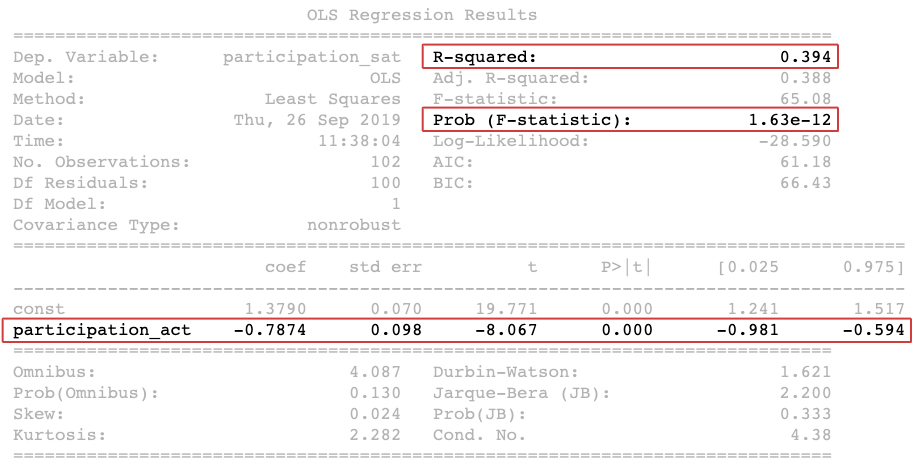 OLS Regression Results
==============================================================================
Dep. Variable: participation_sat R-squared: 0.394
Model: OLS Adj. R-squared: 0.388
Method: Least Squares F-statistic: 65.08
Date: Thu, 26 Sep 2019 Prob (F-statistic): 1.63e-12
Time: 11:38:04 Log-Likelihood: -28.590
No. Observations: 102 AIC: 61.18
Df Residuals: 100 BIC: 66.43
Df Model: 1
Covariance Type: nonrobust
=====================================================================================
coef std err t P>|t| [0.025 0.975]
-------------------------------------------------------------------------------------
const 1.3790 0.070 19.771 0.000 1.241 1.517
participation_act -0.7874 0.098 -8.067 0.000 -0.981 -0.594
==============================================================================
Omnibus: 4.087 Durbin-Watson: 1.621
Prob(Omnibus): 0.130 Jarque-Bera (JB): 2.200
Skew: 0.024 Prob(JB): 0.333
Kurtosis: 2.282 Cond. No. 4.38
==============================================================================